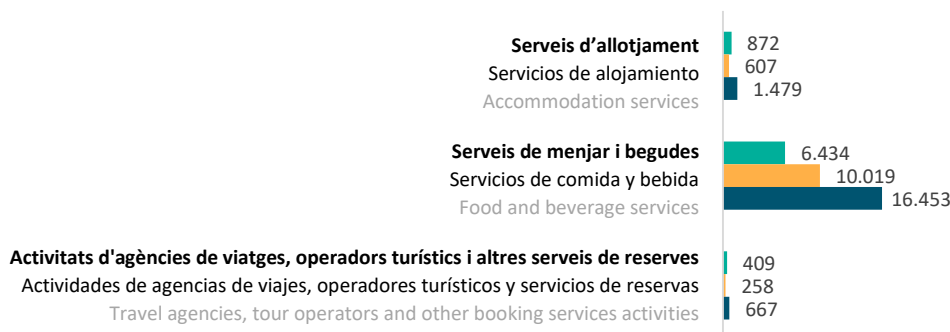 Serveis d’allotjament
Servicios de alojamiento
Accommodation services
872
607
1.479
Serveis de menjar i begudes
Servicios de comida y bebida
Food and beverage services
6.434
10.019
16.453
Activitats d'agències de viatges, operadors turístics i altres serveis de reserves
Actividades de agencias de viajes, operadores turísticos y servicios de reservas
Travel agencies, tour operators and other booking services activities
409
258
667